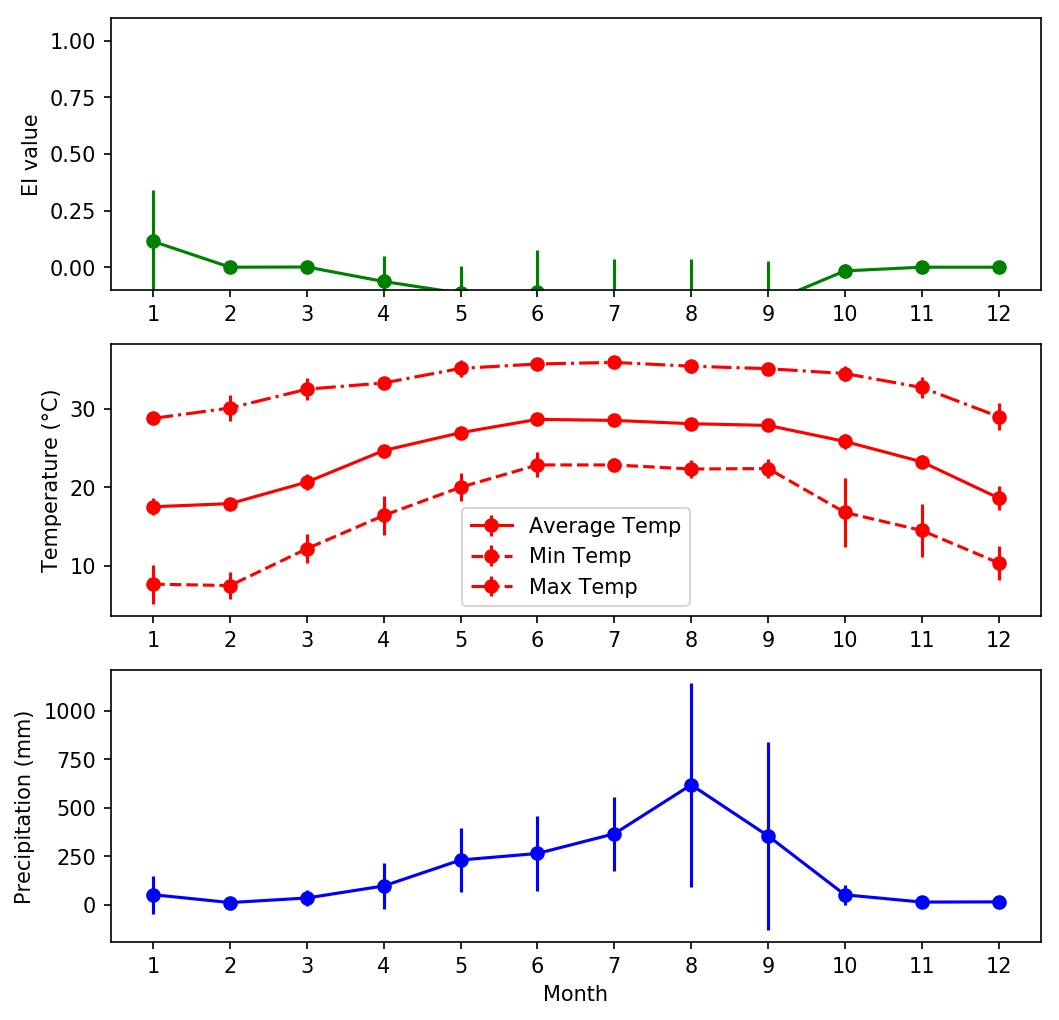 EI value
1.00
0.75
0.50
0.25
0.00
1 2 3 4 5 6 7 8 9 10 11 12
Temperature (°C)
30
20
10
Average Temp
Min Temp
Max Temp
1 2 3 4 5 6 7 8 9 10 11 12
Precipitation (mm)
1000
750
500
250
0
1 2 3 4 5 6 7 8 9 10 11 12
Month